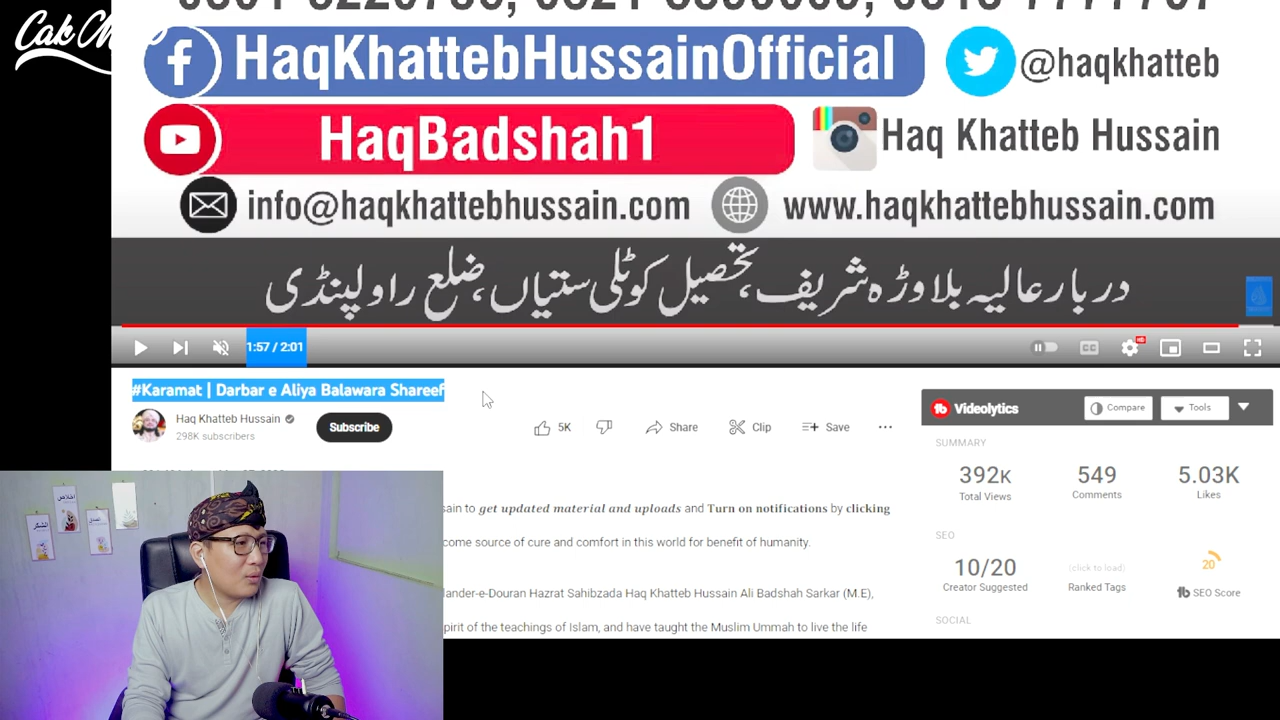 HaqKhattebHussainOfficial
@haqkhatteb
HaqBadshah1
Haq Khatteb Hussain
info@haqkhattebhussain.com
www.haqkhattebhussain.com
دربار عالیہ بلاوڑہ شریف، تحصیل کوٹلی ستیاں، ضلع راولپنڈی
1:57 / 2:01
#Karamat | Darbar e Aliya Balawara Shareef
Haq Khatteb Hussain
298K subscribers
Subscribe
5K
Share
Clip
Save
Videolytics
Compare
Tools
SUMMARY
392K
549
5.03K
Total Views
Comments
Likes
sain to get updated material and uploads and Turn on notifications by clicking
come source of cure and comfort in this world for benefit of humanity.
SEO
10/20
(click to load)
20
Creator Suggested
Ranked Tags
SEO Score
lander-e-Douran Hazrat Sahibzada Haq Khatteb Hussain Ali Badshah Sarkar (M.E),
SOCIAL
pirit of the teachings of Islam, and have taught the Muslim Ummah to live the life